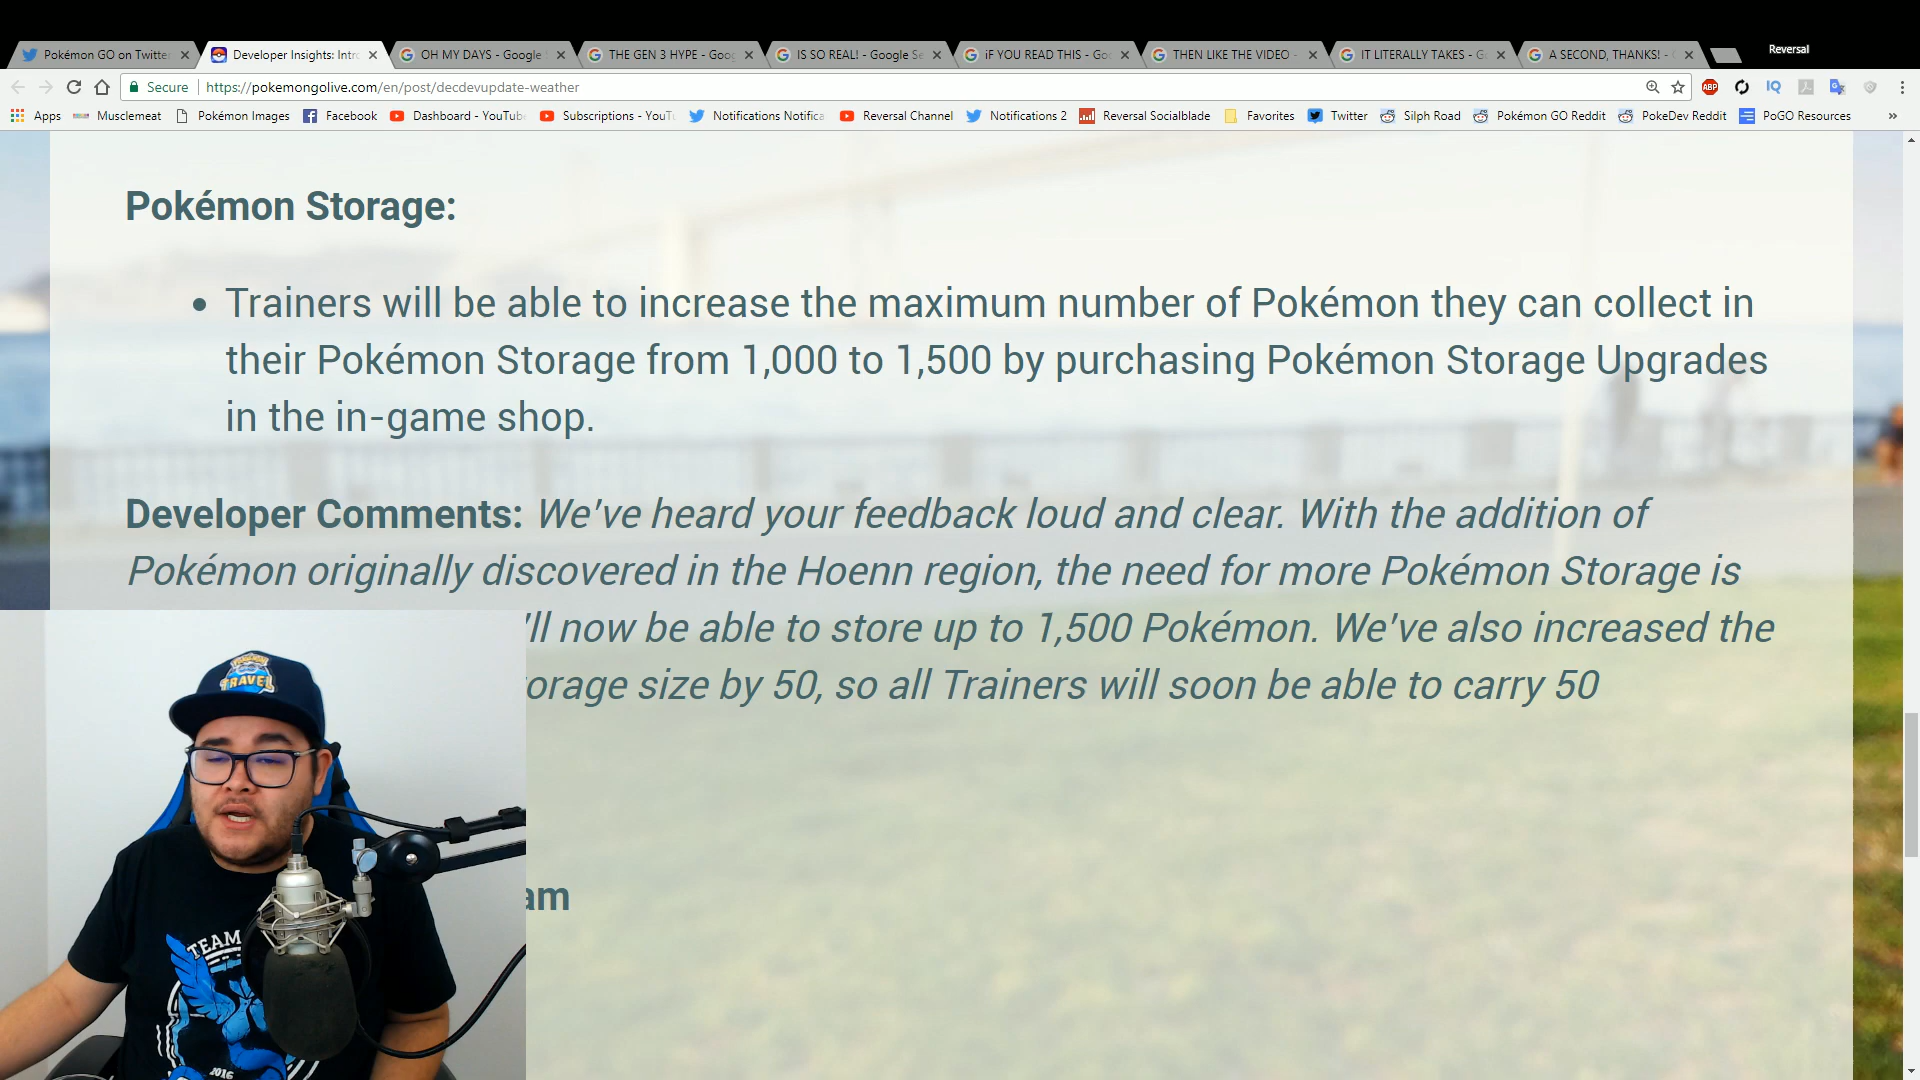 Pokémon GO on Twitte
Developer Insights: Intr
OH MY DAYS - Google
THE GEN 3 HYPE - Goog
IS SO REAL! - Google Se
iF YOU READ THIS - Go
THEN LIKE THE VIDEO -
IT LITERALLY TAKES - G
A SECOND, THANKS! -
Reversal
Secure https://pokemongolive.com/en/post/decdevupdate-weather
ABP
IQ
Apps Musclemeat Pokémon Images Facebook Dashboard - YouTub Subscriptions - YouT Notifications Notifica Reversal Channel Notifications 2 Reversal Socialblade Favorites Twitter Silph Road Pokémon GO Reddit PokeDev Reddit PoGO Resources »
Pokémon Storage:
• Trainers will be able to increase the maximum number of Pokémon they can collect in
their Pokémon Storage from 1,000 to 1,500 by purchasing Pokémon Storage Upgrades
in the in-game shop.
Developer Comments: We've heard your feedback loud and clear. With the addition of
Pokémon originally discovered in the Hoenn region, the need for more Pokémon Storage is
'll now be able to store up to 1,500 Pokémon. We've also increased the
orage size by 50, so all Trainers will soon be able to carry 50
am
TRAVEL
TEAM
2016